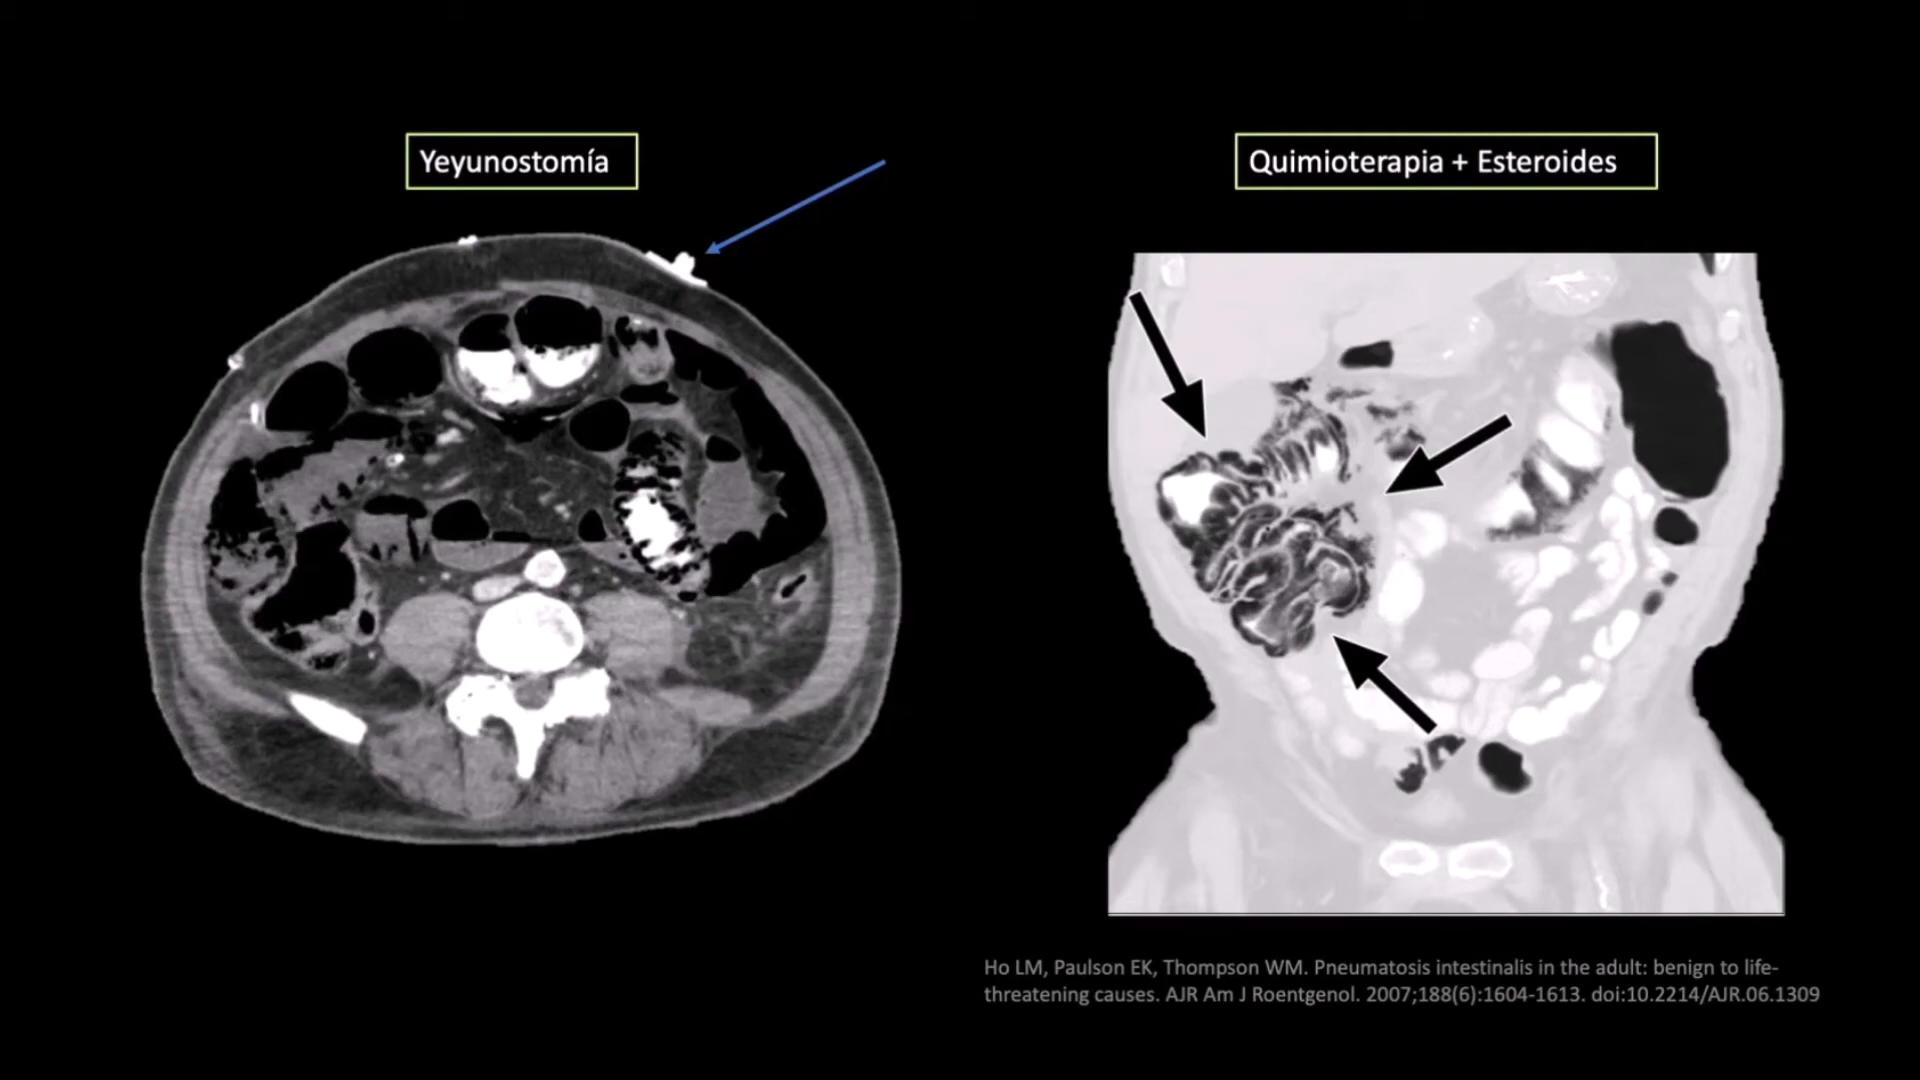 Yeyunostomía
Quimioterapia + Esteroides
Ho LM, Paulson EK, Thompson WM. Pneumatosis intestinalis in the adult: benign to life-
threatening causes. AJR Am J Roentgenol. 2007;188(6):1604-1613. doi:10.2214/AJR.06.1309